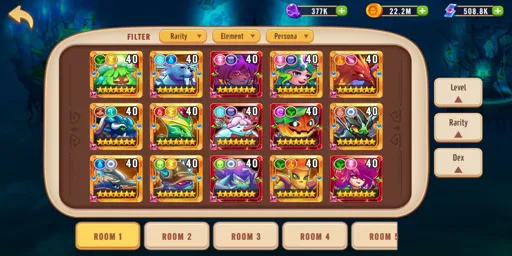 377K + 22.2M + 508.8K +
FILTER Rarity Element Persona
40 40 40 40 40
40 40 40 40 40
40 40 40 40 40
Level
Rarity
Dex
ROOM 1 ROOM 2 ROOM 3 ROOM 4 ROOM 5